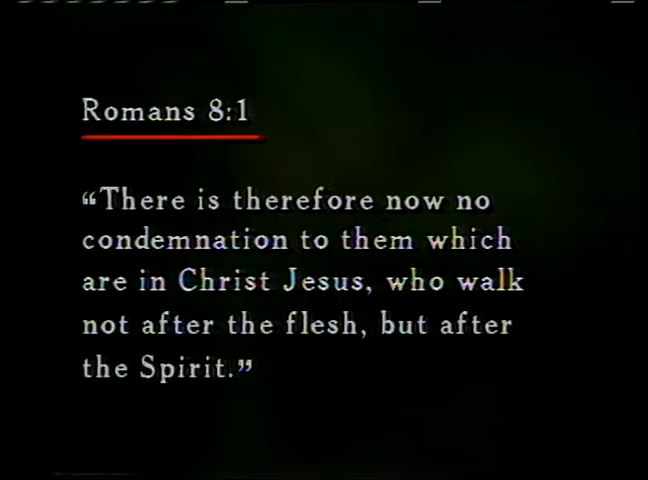 Romans 8:1
“There is therefore now no
condemnation to them which
are in Christ Jesus, who walk
not after the flesh, but after
the Spirit.”